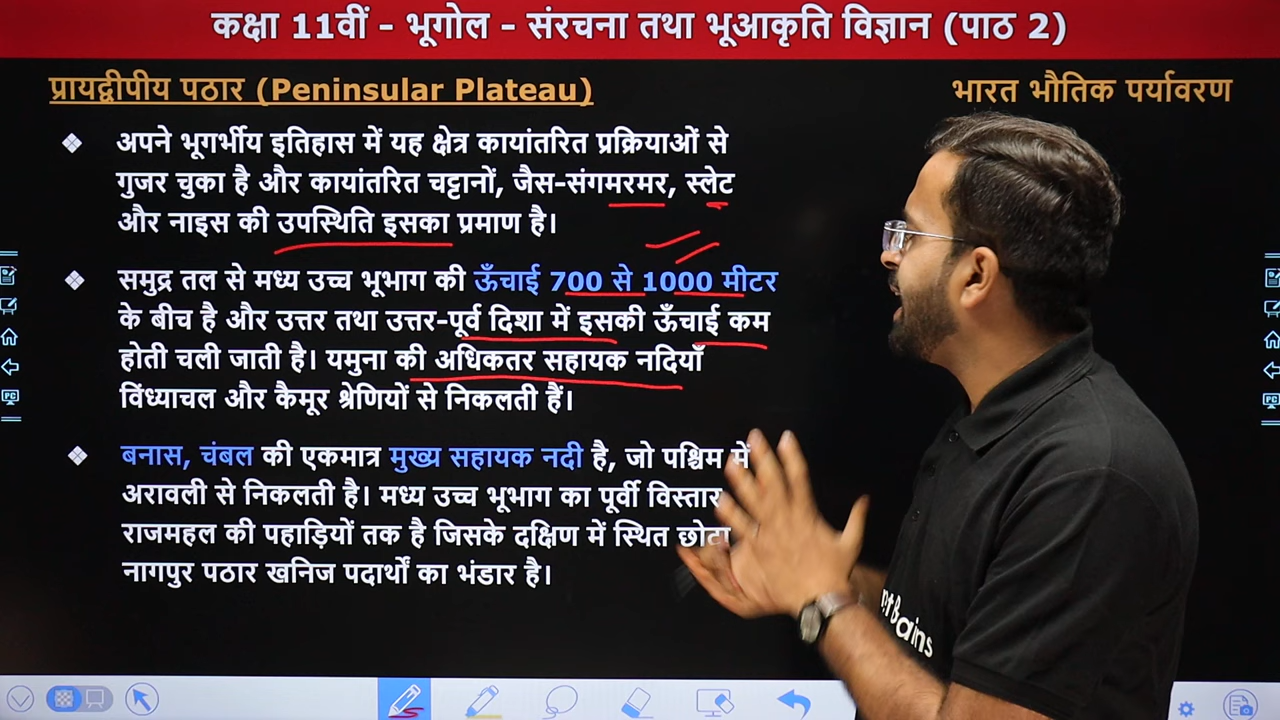 कक्षा 11वीं - भूगोल - संरचना तथा भूआकृति विज्ञान (पाठ 2)
प्रायद्वीपीय पठार (Peninsular Plateau)
भारत भौतिक पर्यावरण
❖ अपने भूगर्भीय इतिहास में यह क्षेत्र कायांतरित प्रक्रियाओं से
गुजर चुका है और कायांतरित चट्टानों, जैस-संगमरमर, स्लेट
और नाइस की उपस्थिति इसका प्रमाण है।
❖ समुद्र तल से मध्य उच्च भूभाग की ऊँचाई 700 से 1000 मीटर
के बीच है और उत्तर तथा उत्तर-पूर्व दिशा में इसकी ऊँचाई कम
होती चली जाती है। यमुना की अधिकतर सहायक नदियाँ
विंध्याचल और कैमूर श्रेणियों से निकलती हैं।
❖ बनास, चंबल की एकमात्र मुख्य सहायक नदी है, जो पश्चिम में
अरावली से निकलती है। मध्य उच्च भूभाग का पूर्वी विस्तार
राजमहल की पहाड़ियों तक है जिसके दक्षिण में स्थित छोटा
नागपुर पठार खनिज पदार्थों का भंडार है।
PC
PC